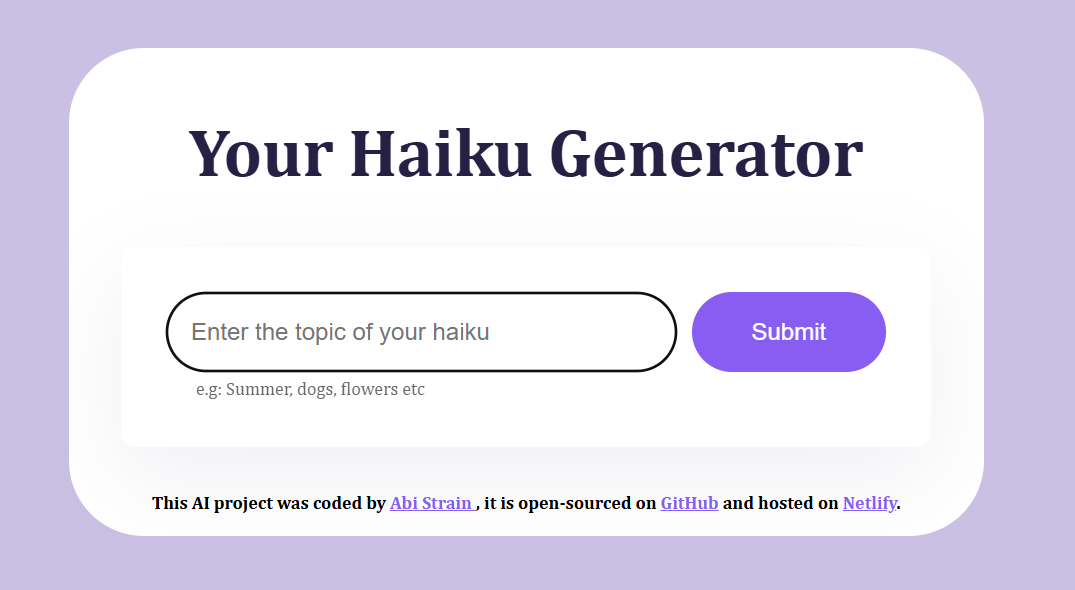 Your Haiku Generator
Enter the topic of your haiku
Submit
e.g: Summer, dogs, flowers etc
This AI project was coded by Abi Strain , it is open-sourced on GitHub and hosted on Netlify.